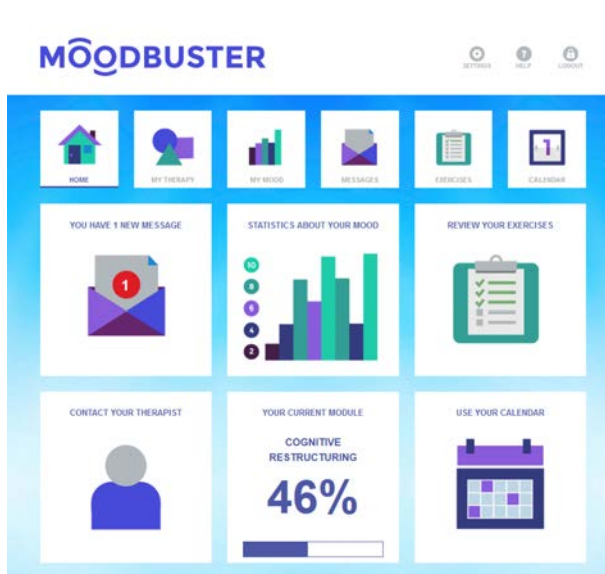 MOODBUSTER
SETTINGS
HELP
LOGOUT
HOME
MY THERAPY
MY MOOD
MESSAGES
EXERCISES
CALENDAR
1
YOU HAVE 1 NEW MESSAGE
STATISTICS ABOUT YOUR MOOD
REVIEW YOUR EXERCISES
1
10
8
6
4
2
CONTACT YOUR THERAPIST
YOUR CURRENT MODULE
USE YOUR CALENDAR
COGNITIVE
RESTRUCTURING
46%